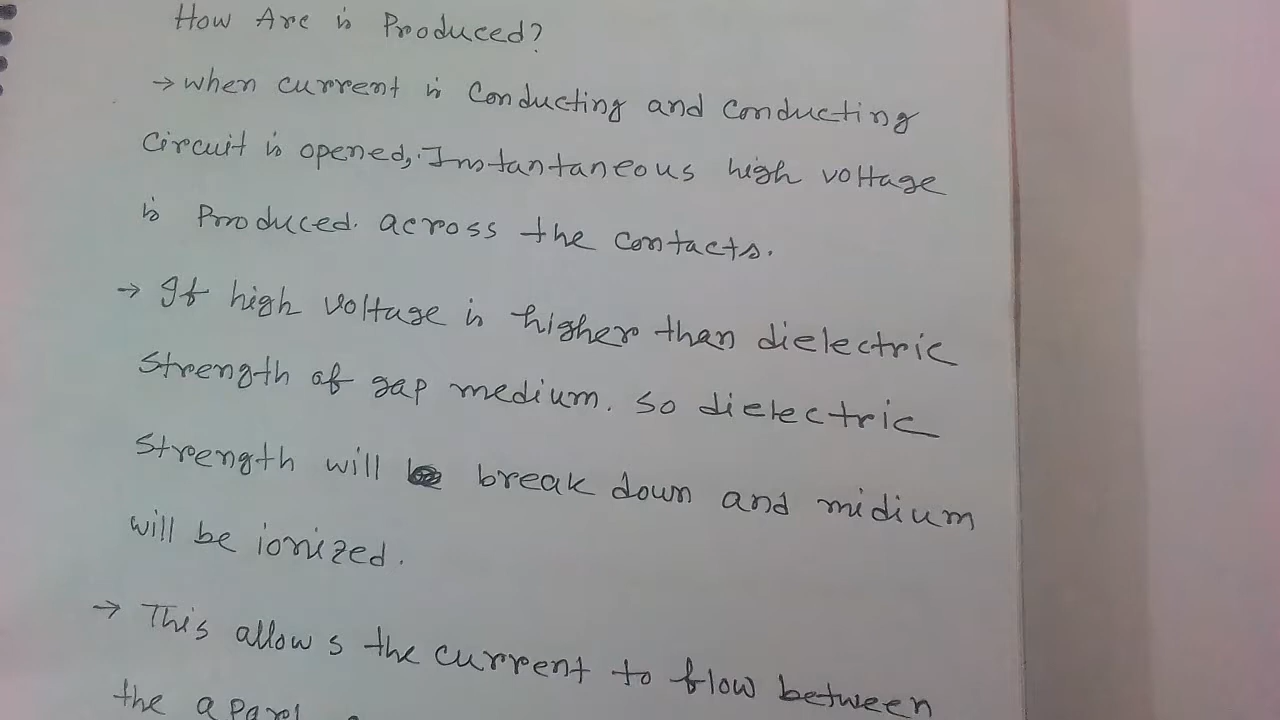 How Arc is Produced?
→ when current is conducting and conducting
circuit is opened, Instantaneous high voltage
is Produced. across the contacts.
→ If high voltage is higher than dielectric
strength of gap medium. so dielectric
strength will break down and midium
will be ionized.
→ This allows the current to flow between
the